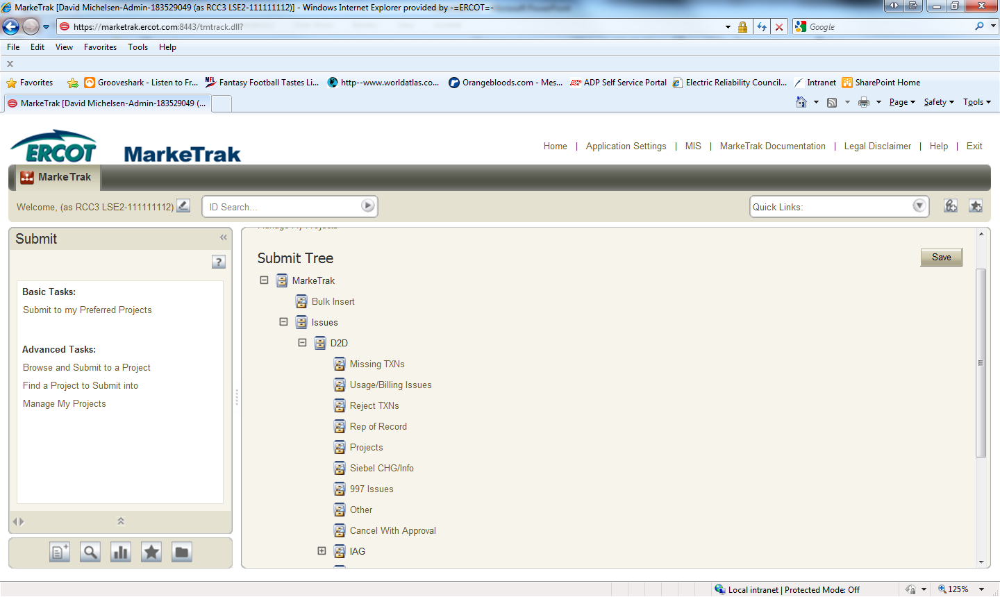 MarkeTrak [David Michelsen-Admin-183529049 (as RCC3 LSE2-111111112)] - Windows Internet Explorer provided by -=ERCOT=-
https://marketrak.ercot.com:8443/tmtrack.dll?
Google
File Edit View Favorites Tools Help
x
Favorites Grooveshark - Listen to Fr... MFL Fantasy Football Tastes Li... http--www.worldatlas.co... Orangebloods.com - Mes... ADP ADP Self Service Portal Electric Reliability Council... Intranet SharePoint Home
MarkeTrak [David Michelsen-Admin-183529049 (... Page Safety Tools
ERCOT MarkeTrak Home | Application Settings | MIS | MarkeTrak Documentation | Legal Disclaimer | Help | Exit
MarkeTrak
Welcome, (as RCC3 LSE2-111111112) ID Search... Quick Links:
Submit
?
Basic Tasks:
Submit to my Preferred Projects
Advanced Tasks:
Browse and Submit to a Project
Find a Project to Submit into
Manage My Projects
Manage My Projects
Submit Tree Save
MarkeTrak
Bulk Insert
Issues
D2D
Missing TXNs
Usage/Billing Issues
Reject TXNs
Rep of Record
Projects
Siebel CHG/Info
997 Issues
Other
Cancel With Approval
IAG
Local intranet | Protected Mode: Off 125%